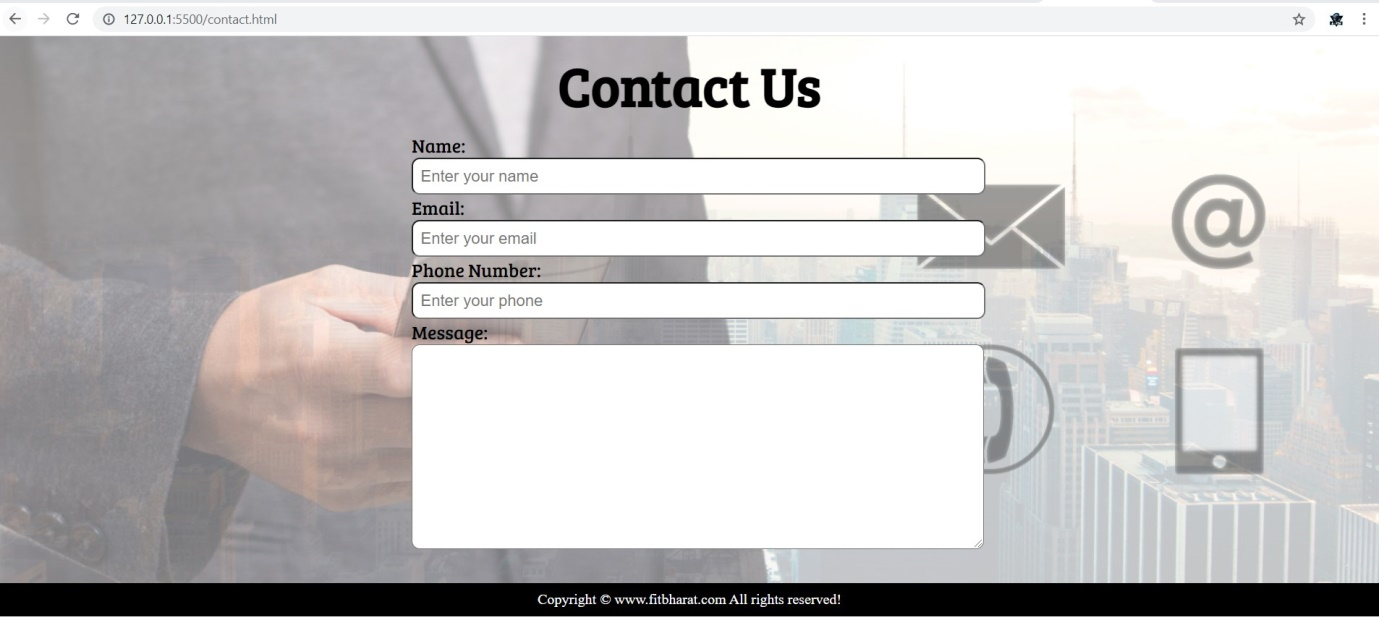 127.0.0.1:5500/contact.html
Contact Us
Name:
Enter your name
Email:
Enter your email
Phone Number:
Enter your phone
Message:
Copyright © www.fitbharat.com All rights reserved!